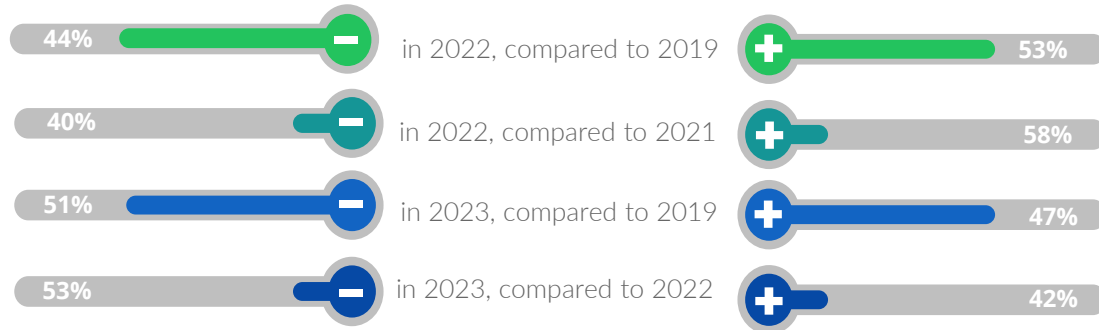 44% − in 2022, compared to 2019 + 53%
40% − in 2022, compared to 2021 + 58%
51% − in 2023, compared to 2019 + 47%
53% − in 2023, compared to 2022 + 42%